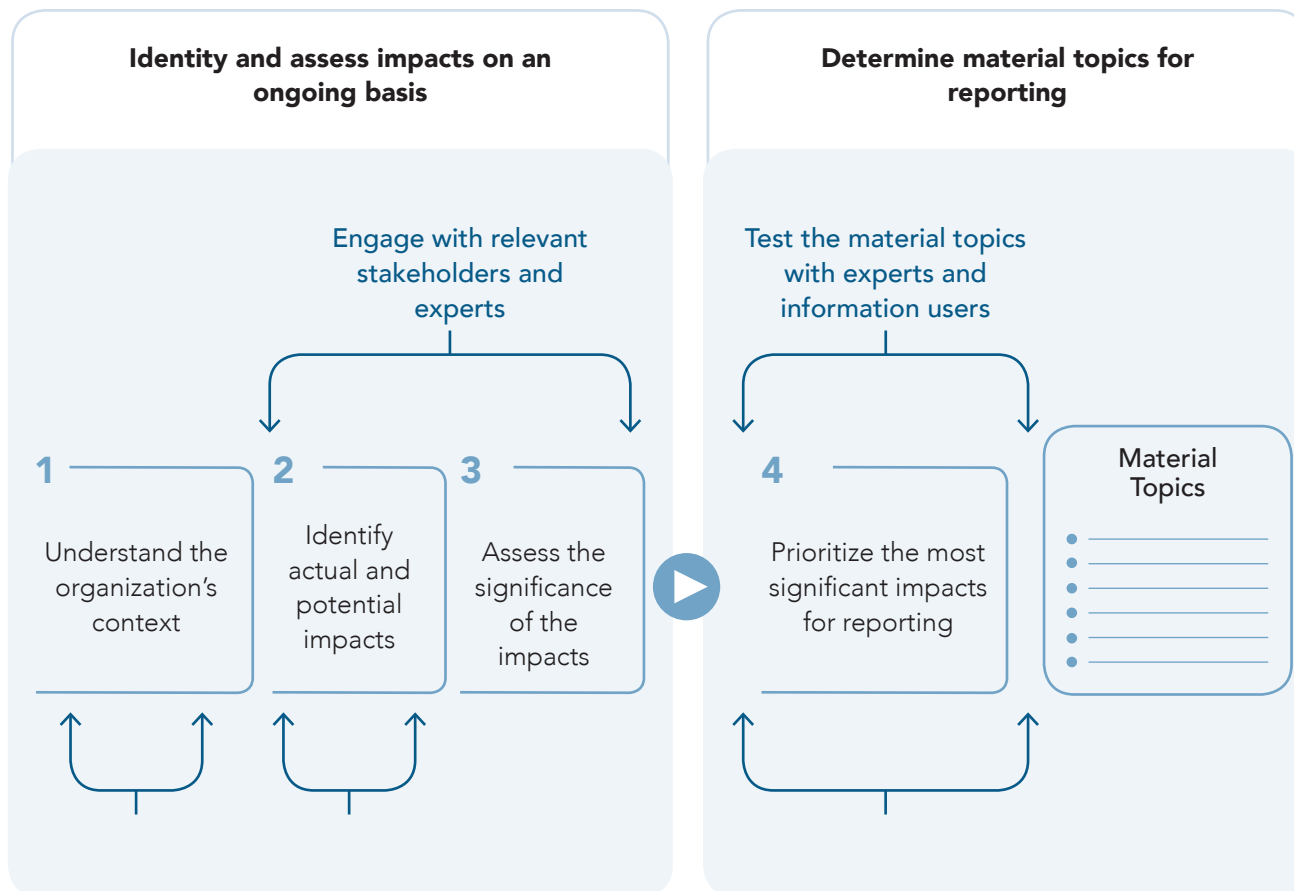 Identity and assess impacts on an
ongoing basis
Determine material topics for
reporting
Engage with relevant
stakeholders and
experts
Test the material topics
with experts and
information users
1
Understand the
organization's
context
2
Identify
actual and
potential
impacts
3
Assess the
significance
of the
impacts
4
Prioritize the most
significant impacts
for reporting
Material
Topics